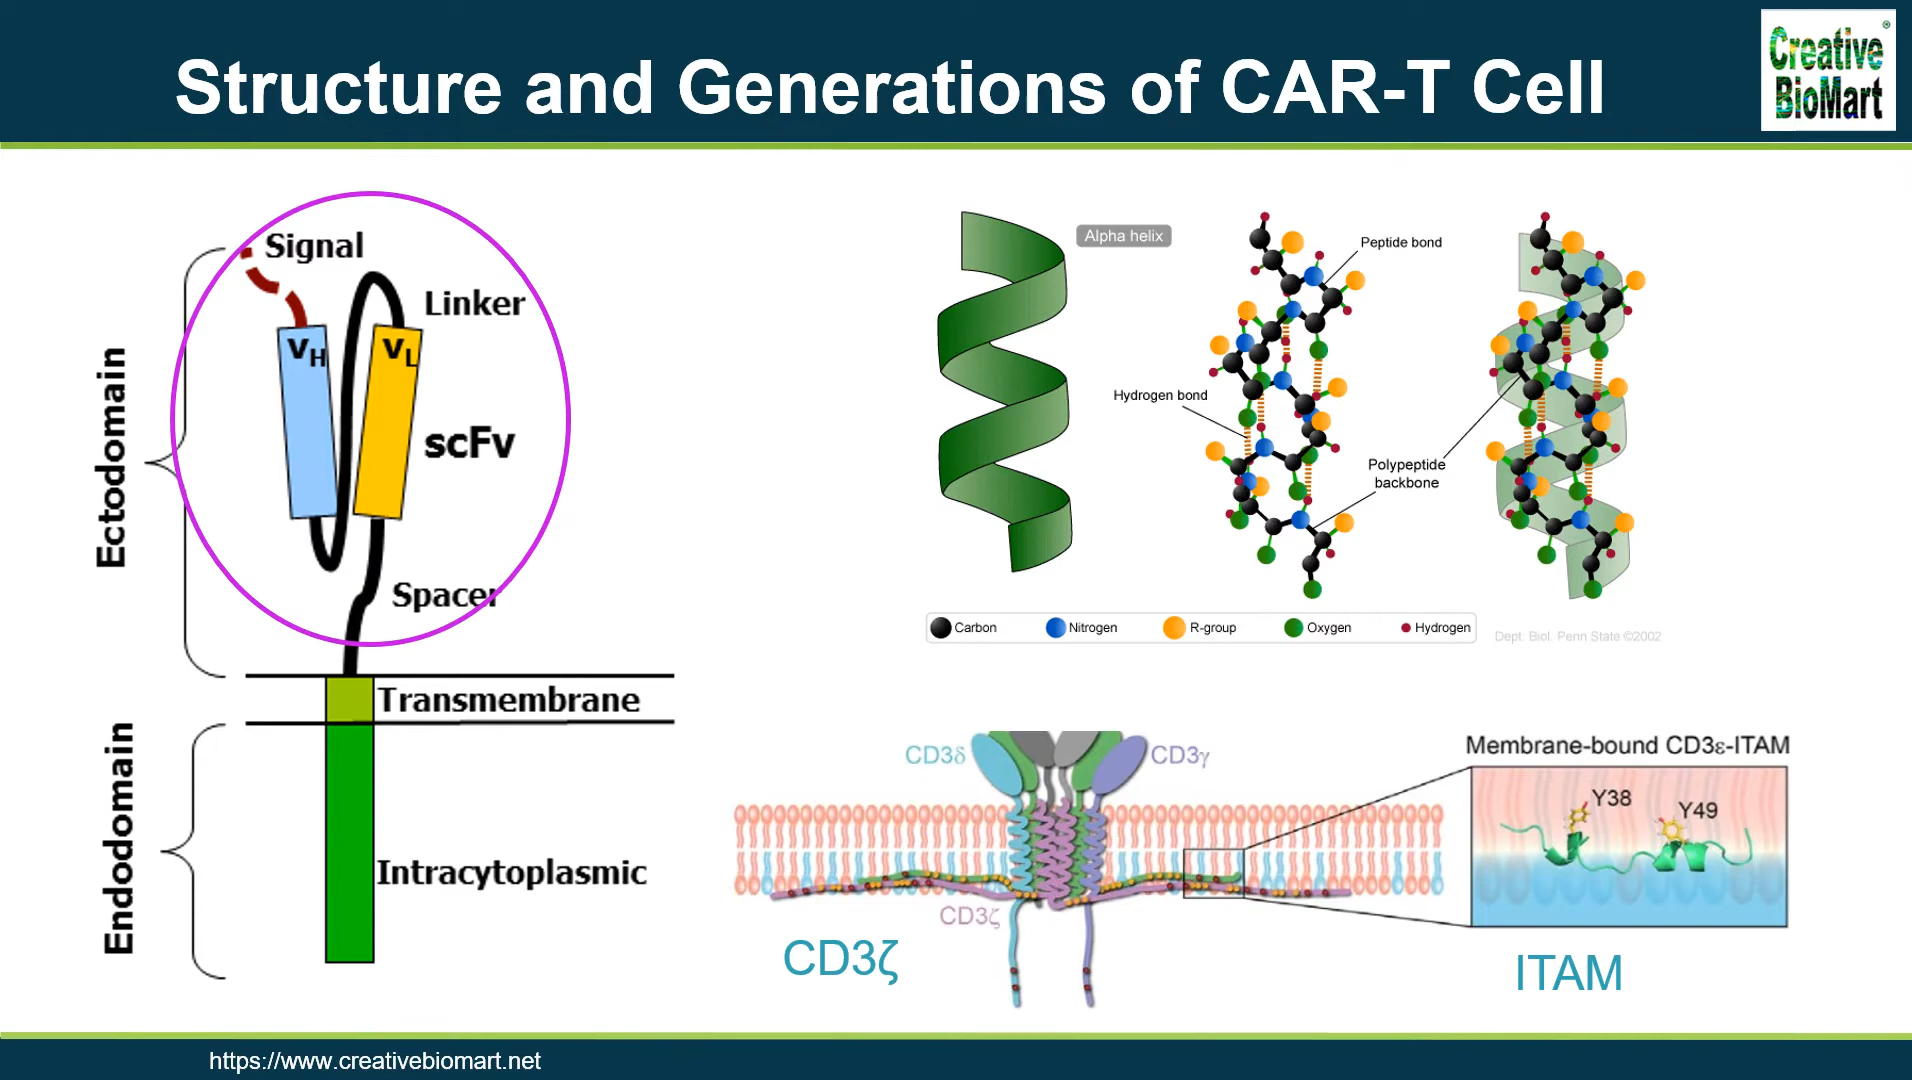 Structure and Generations of CAR-T Cell
Creative
BioMart
®
Signal
Linker
VH
VL
scFv
Spacer
Ectodomain
Transmembrane
Endodomain
Intracytoplasmic
Alpha helix
Peptide bond
Hydrogen bond
Polypeptide
backbone
Carbon
Nitrogen
R-group
Oxygen
Hydrogen
Dept. Biol. Penn State ©2002
CD3δ
CD3γ
CD3ζ
CD3ζ
Membrane-bound CD3ε-ITAM
Y38
Y49
ITAM
https://www.creativebiomart.net